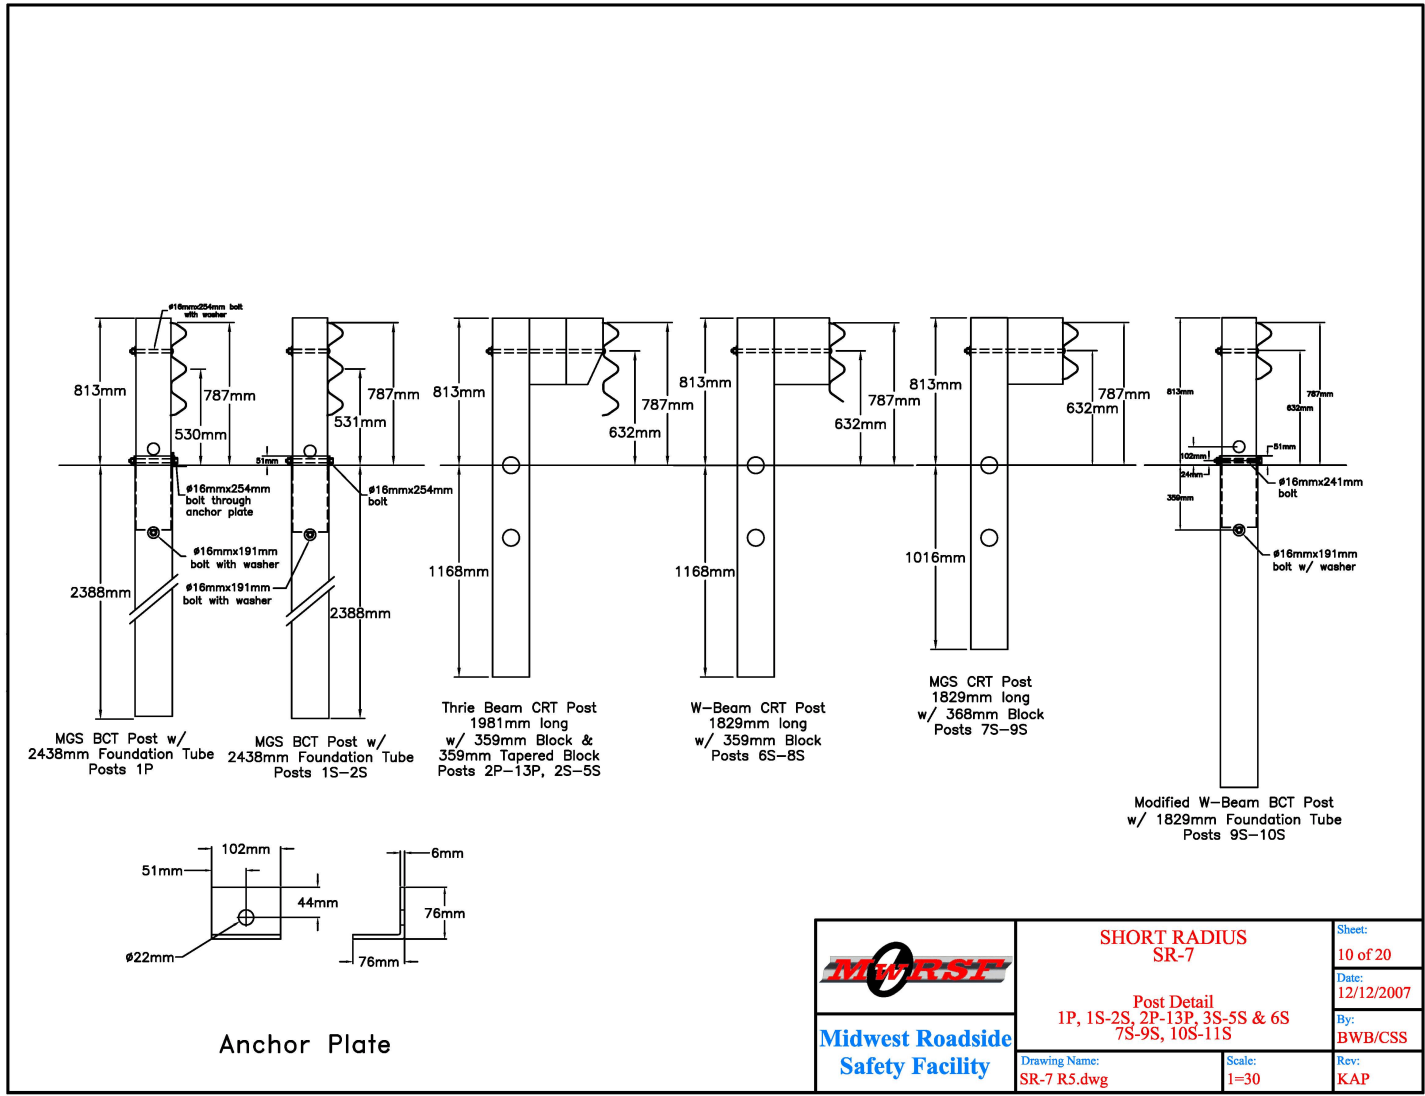 ø16mmx254mm bolt
with washer
813mm
787mm
530mm
ø16mmx254mm
bolt through
anchor plate
ø16mmx191mm
bolt with washer
2388mm
MGS BCT Post w/
2438mm Foundation Tube
Posts 1P
787mm
531mm
51mm
ø16mmx254mm
bolt
ø16mmx191mm
bolt with washer
2388mm
MGS BCT Post w/
2438mm Foundation Tube
Posts 1S-2S
813mm
787mm
632mm
1168mm
Thrie Beam CRT Post
1981mm long
w/ 359mm Block &
359mm Tapered Block
Posts 2P-13P, 2S-5S
813mm
787mm
632mm
1168mm
W-Beam CRT Post
1829mm long
w/ 359mm Block
Posts 6S-8S
813mm
787mm
632mm
1016mm
MGS CRT Post
1829mm long
w/ 368mm Block
Posts 7S-9S
813mm
787mm
632mm
51mm
102mm
24mm
359mm
ø16mmx241mm
bolt
ø16mmx191mm
bolt w/ washer
Modified W-Beam BCT Post
w/ 1829mm Foundation Tube
Posts 9S-10S
102mm
51mm
44mm
ø22mm
6mm
76mm
76mm
Anchor Plate
MwRSF
Midwest Roadside
Safety Facility
SHORT RADIUS
SR-7
Post Detail
1P, 1S-2S, 2P-13P, 3S-5S & 6S
7S-9S, 10S-11S
Drawing Name:
SR-7 R5.dwg
Scale:
1=30
Sheet:
10 of 20
Date:
12/12/2007
By:
BWB/CSS
Rev:
KAP